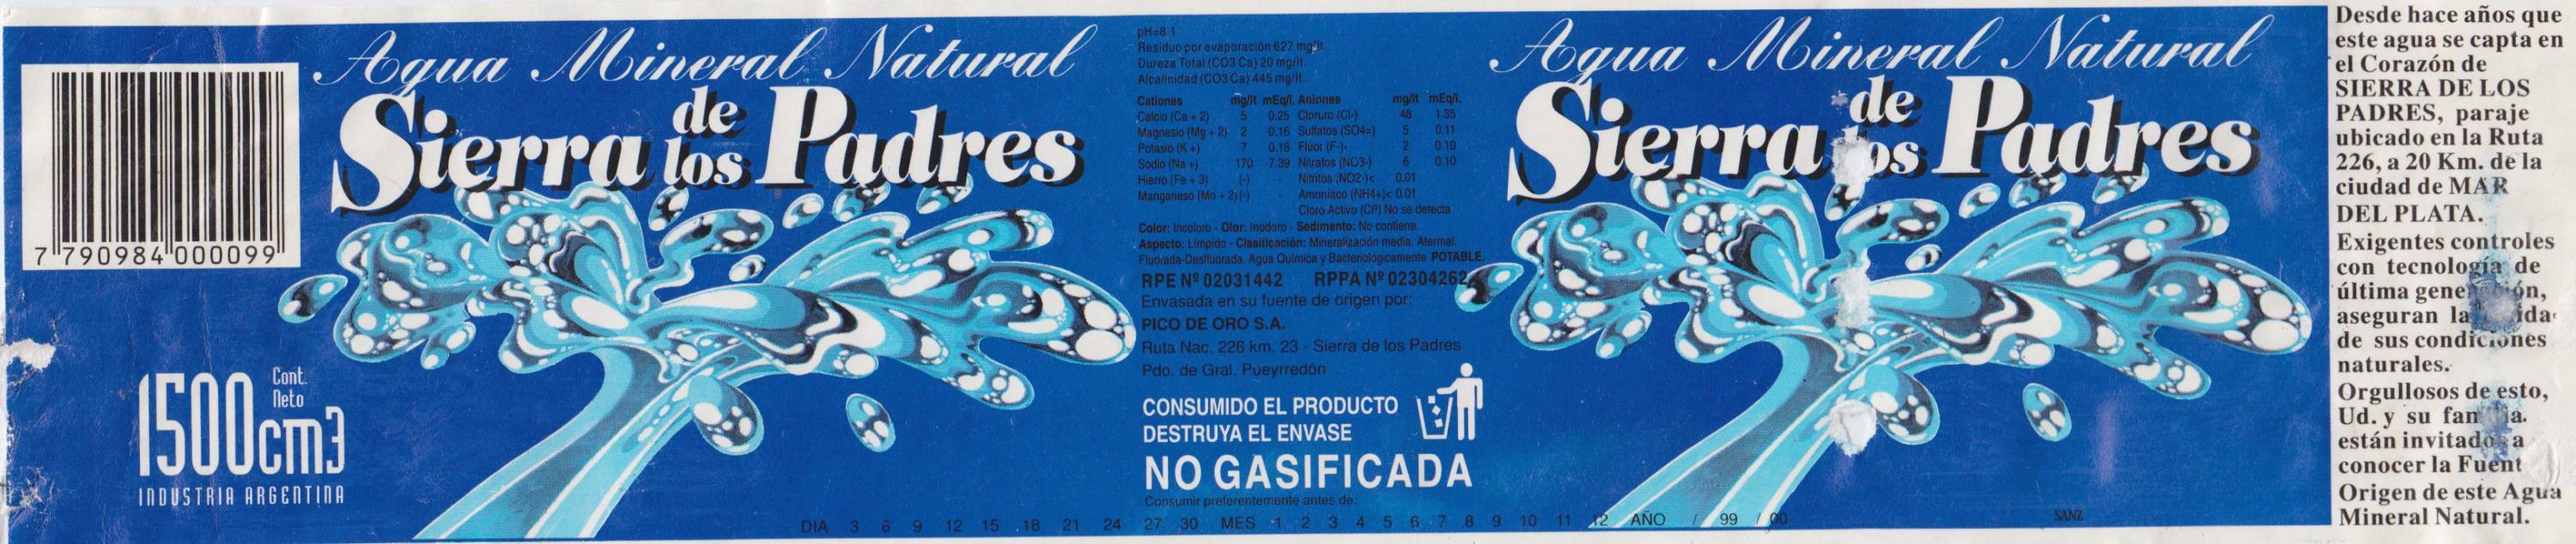 7 790984 000099
1500cm3
Cont.
Neto
INDUSTRIA ARGENTINA
Agua Mineral Natural
Sierra de los Padres
pH=8 1
Residuo por evaporación 627 mg/lt.
Dureza Total (CO3 Ca) 20 mg/lt.
Alcalinidad (CO3 Ca) 445 mg/lt.
Cationes mg/lt mEq/l. Aniones mg/lt mEq/l.
Calcio (Ca + 2) 5 0.25 Cloruro (Cl-) 48 1.35
Magnesio (Mg + 2) 2 0.16 Sulfatos (SO4=) 5 0.11
Potasio (K +) 7 0.18 Flúor (F-)- 2 0.10
Sodio (Na +) 170 7.39 Nitratos (NO3-) 6 0.10
Hierro (Fe + 3) (-) - Nitritos (NO2-)< 0.01
Manganeso (Mn + 2) (-) - Amoníaco (NH4+)< 0.01
Cloro Activo (Cl²) No se detecta
Color: Incoloro - Olor: Inodoro - Sedimento: No contiene.
Aspecto: Límpido - Clasificación: Mineralización media. Atermal.
Fluorada-Desfluorada. Agua Química y Bacteriológicamente POTABLE.
RPE Nº 02031442 RPPA Nº 02304262
Envasada en su fuente de origen por:
PICO DE ORO S.A.
Ruta Nac. 226 km. 23 - Sierra de los Padres
Pdo. de Gral. Pueyrredón
CONSUMIDO EL PRODUCTO
DESTRUYA EL ENVASE
NO GASIFICADA
Consumir preferentemente antes de:
DIA 3 6 9 12 15 18 21 24 27 30 MES 1 2 3 4 5 6 7 8 9 10 11 12 AÑO / 99 / 00
Agua Mineral Natural
Sierra de los Padres
SANZ
Desde hace años que
este agua se capta en
el Corazón de
SIERRA DE LOS
PADRES, paraje
ubicado en la Ruta
226, a 20 Km. de la
ciudad de MAR
DEL PLATA.
Exigentes controles
con tecnología de
última
aseguran
de sus condiciones
naturales.
Orgullosos de esto,
Ud. y su
están invitados a
conocer la Fuent
Origen de este Agua
Mineral Natural.